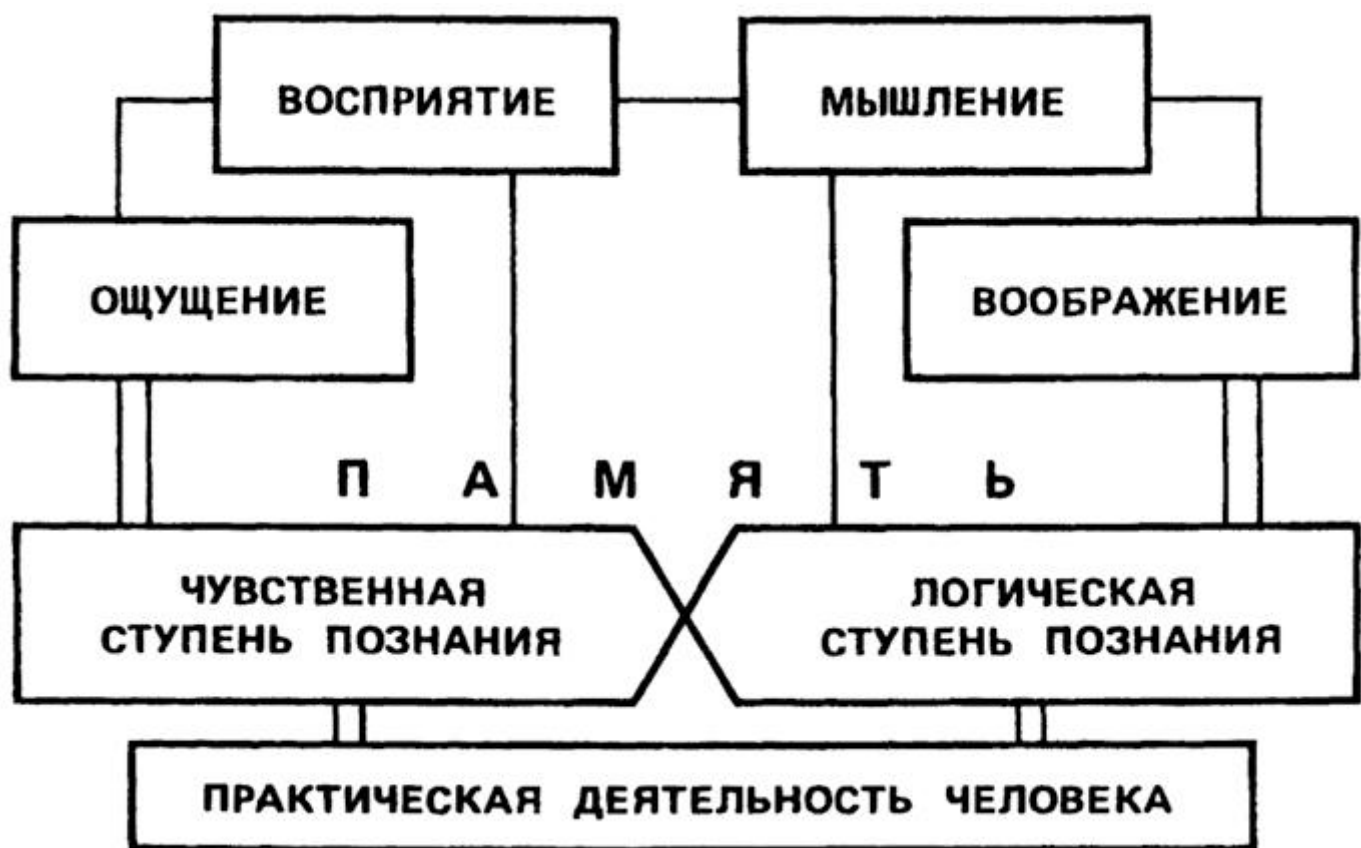 ВОСПРИЯТИЕ
МЫШЛЕНИЕ
ОЩУЩЕНИЕ
ВООБРАЖЕНИЕ
П А М Я Т Ь
ЧУВСТВЕННАЯ
СТУПЕНЬ ПОЗНАНИЯ
ЛОГИЧЕСКАЯ
СТУПЕНЬ ПОЗНАНИЯ
ПРАКТИЧЕСКАЯ ДЕЯТЕЛЬНОСТЬ ЧЕЛОВЕКА